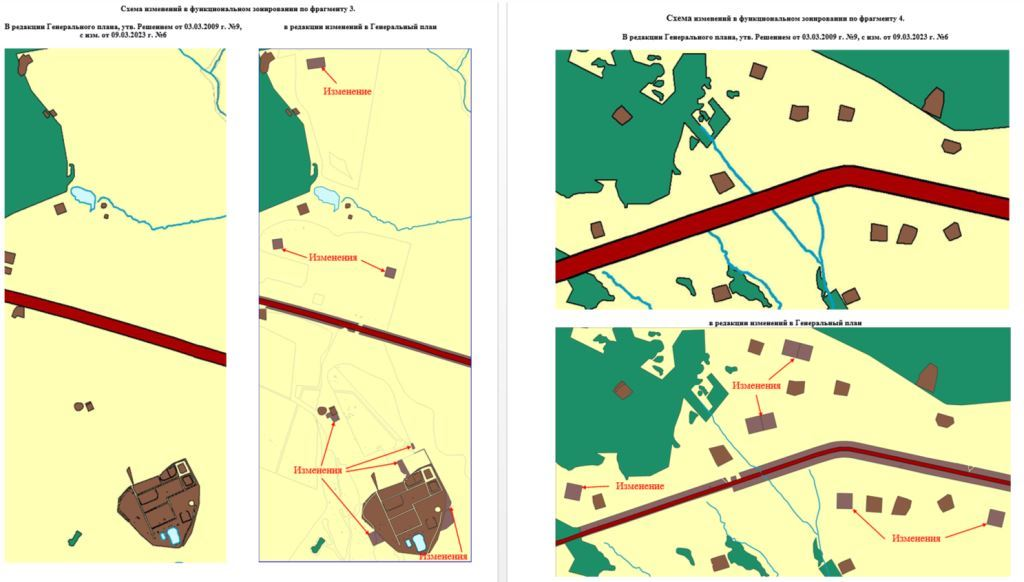 Схема изменений в функциональном зонировании по фрагменту 3.
В редакции Генерального плана, утв. Решением от 03.03.2009 г. №9,
с изм. от 09.03.2023 г. №6
в редакции изменений в Генеральный план
Изменение
Изменения
Изменения
Изменения
Схема изменений в функциональном зонировании по фрагменту 4.
В редакции Генерального плана, утв. Решением от 03.03.2009 г. №9, с изм. от 09.03.2023 г. №6
в редакции изменений в Генеральный план
Изменения
Изменение
Изменения